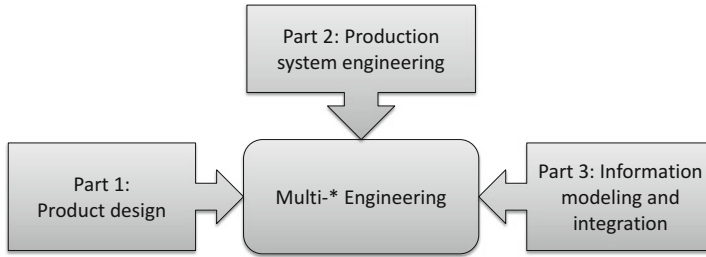 Part 2: Production
system engineering
Part 1:
Product design
Multi-* Engineering
Part 3: Information
modeling and
integration